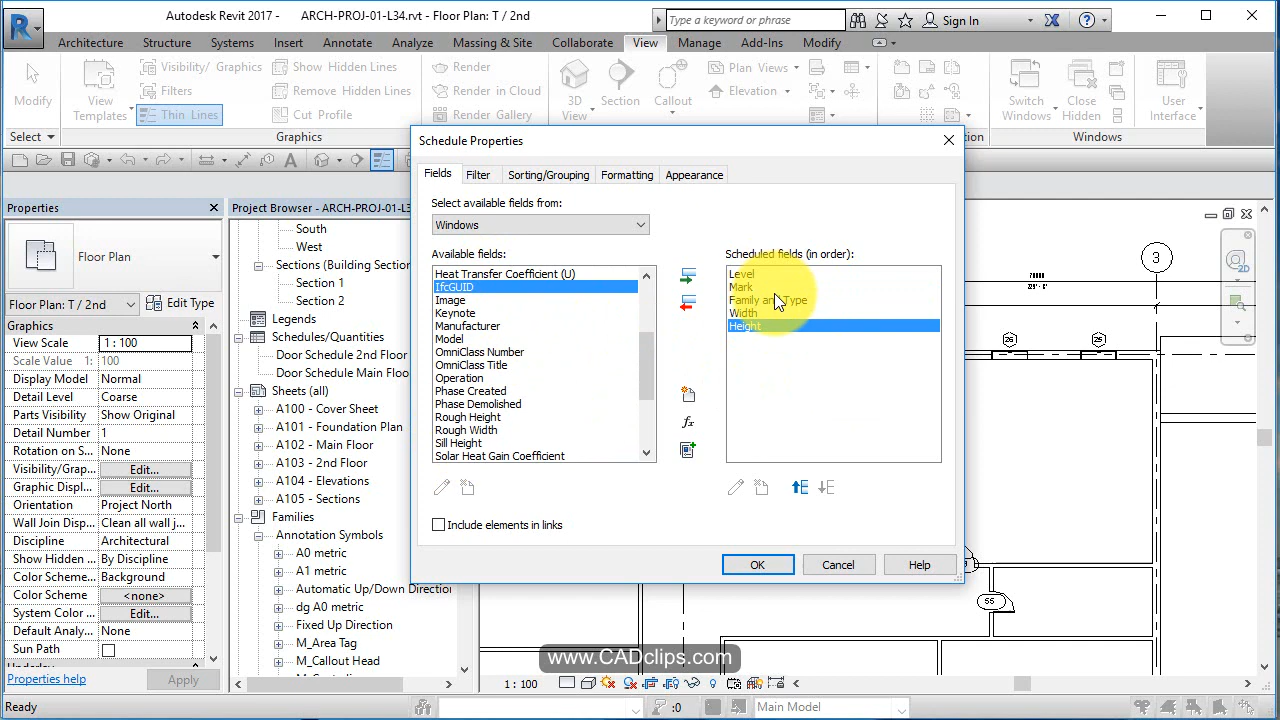 Autodesk Revit 2017 - ARCH-PROJ-01-L34.rvt - Floor Plan: T / 2nd
Type a keyword or phrase
Sign In
Architecture Structure Systems Insert Annotate Analyze Massing & Site Collaborate View Manage Add-Ins Modify
Modify
View Templates
Visibility/ Graphics
Filters
Thin Lines
Show Hidden Lines
Remove Hidden Lines
Cut Profile
Render
Render in Cloud
Render Gallery
3D View
Section
Callout
Plan Views
Elevation
Switch Windows
Close Hidden
User Interface
Select
Graphics
Windows
Properties
Floor Plan
Floor Plan: T / 2nd
Edit Type
Graphics
View Scale 1 : 100
Scale Value 1: 100
Display Model Normal
Detail Level Coarse
Parts Visibility Show Original
Detail Number 1
Rotation on S... None
Visibility/Grap... Edit...
Graphic Displ... Edit...
Orientation Project North
Wall Join Disp... Clean all wall j...
Discipline Architectural
Show Hidden ... By Discipline
Color Scheme... Background
Color Scheme <none>
System Color ... Edit...
Default Analy... None
Sun Path
Underlay
Properties help
Apply
Project Browser - ARCH-PROJ-01-L3
South
West
Sections (Building Section
Section 1
Section 2
Legends
Schedules/Quantities
Door Schedule 2nd Floor
Door Schedule Main Floor
Sheets (all)
A100 - Cover Sheet
A101 - Foundation Plan
A102 - Main Floor
A103 - 2nd Floor
A104 - Elevations
A105 - Sections
Families
Annotation Symbols
A0 metric
A1 metric
Automatic Up/Down Directio
dg A0 metric
Fixed Up Direction
M_Area Tag
M_Callout Head
Schedule Properties
Fields Filter Sorting/Grouping Formatting Appearance
Select available fields from:
Windows
Available fields:
Heat Transfer Coefficient (U)
IfcGUID
Image
Keynote
Manufacturer
Model
OmniClass Number
OmniClass Title
Operation
Phase Created
Phase Demolished
Rough Height
Rough Width
Sill Height
Solar Heat Gain Coefficient
Scheduled fields (in order):
Level
Mark
Family and Type
Width
Height
fx
Include elements in links
OK Cancel Help
3
2D
55
www.CADclips.com
1 : 100
Ready
:0
Main Model